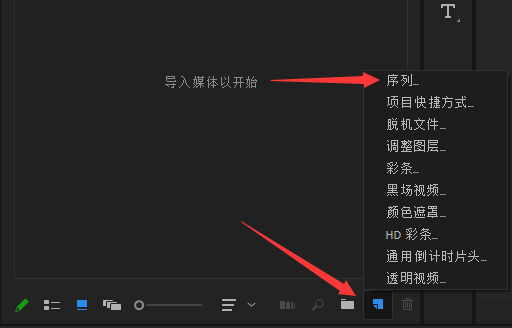 T
导入媒体以开始
序列...
项目快捷方式...
脱机文件...
调整图层...
彩条...
黑场视频...
颜色遮罩...
HD 彩条...
通用倒计时片头...
透明视频...